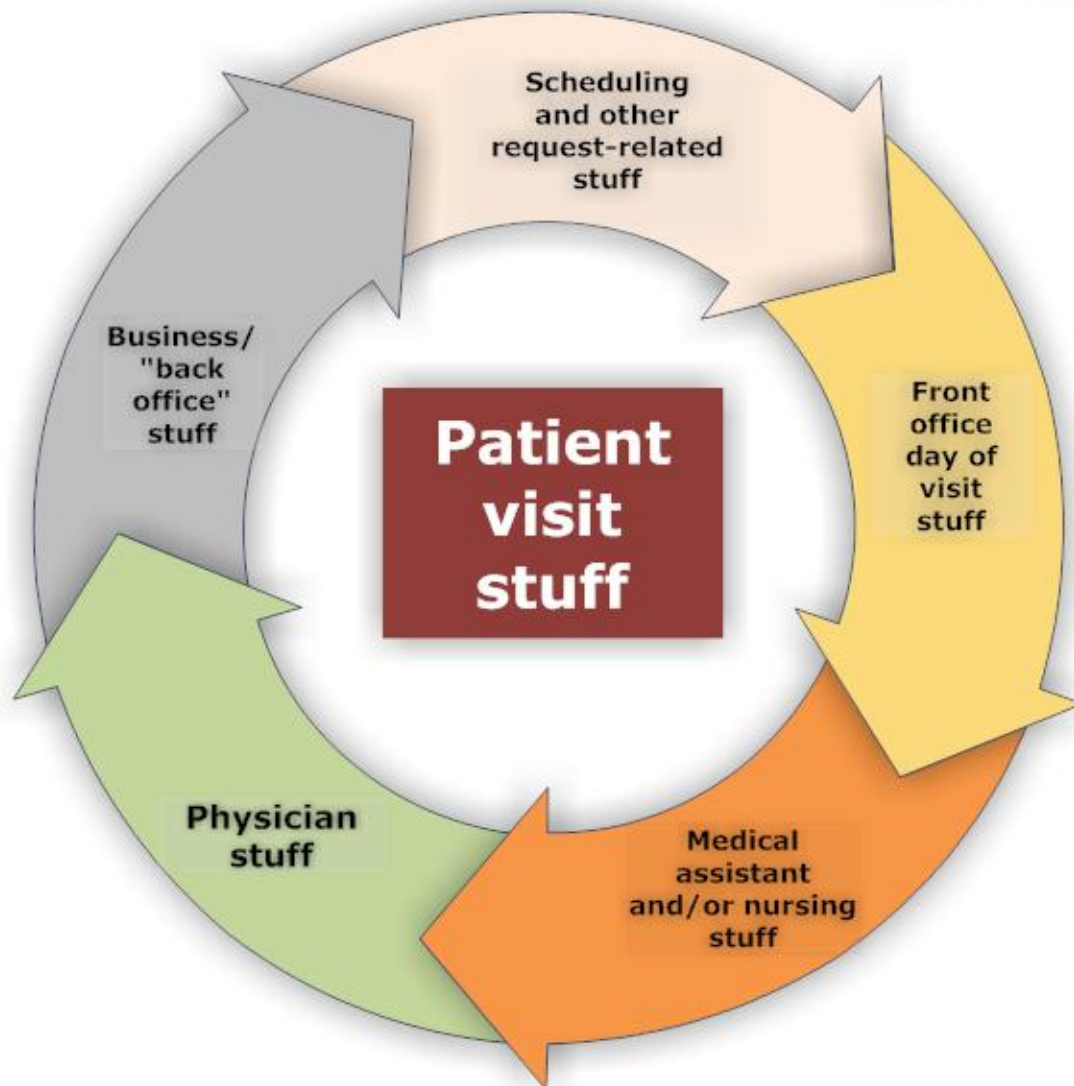 Scheduling
and other
request-related
stuff
Front
office
day of
visit
stuff
Medical
assistant
and/or nursing
stuff
Physician
stuff
Business/
"back
office"
stuff
Patient
visit
stuff